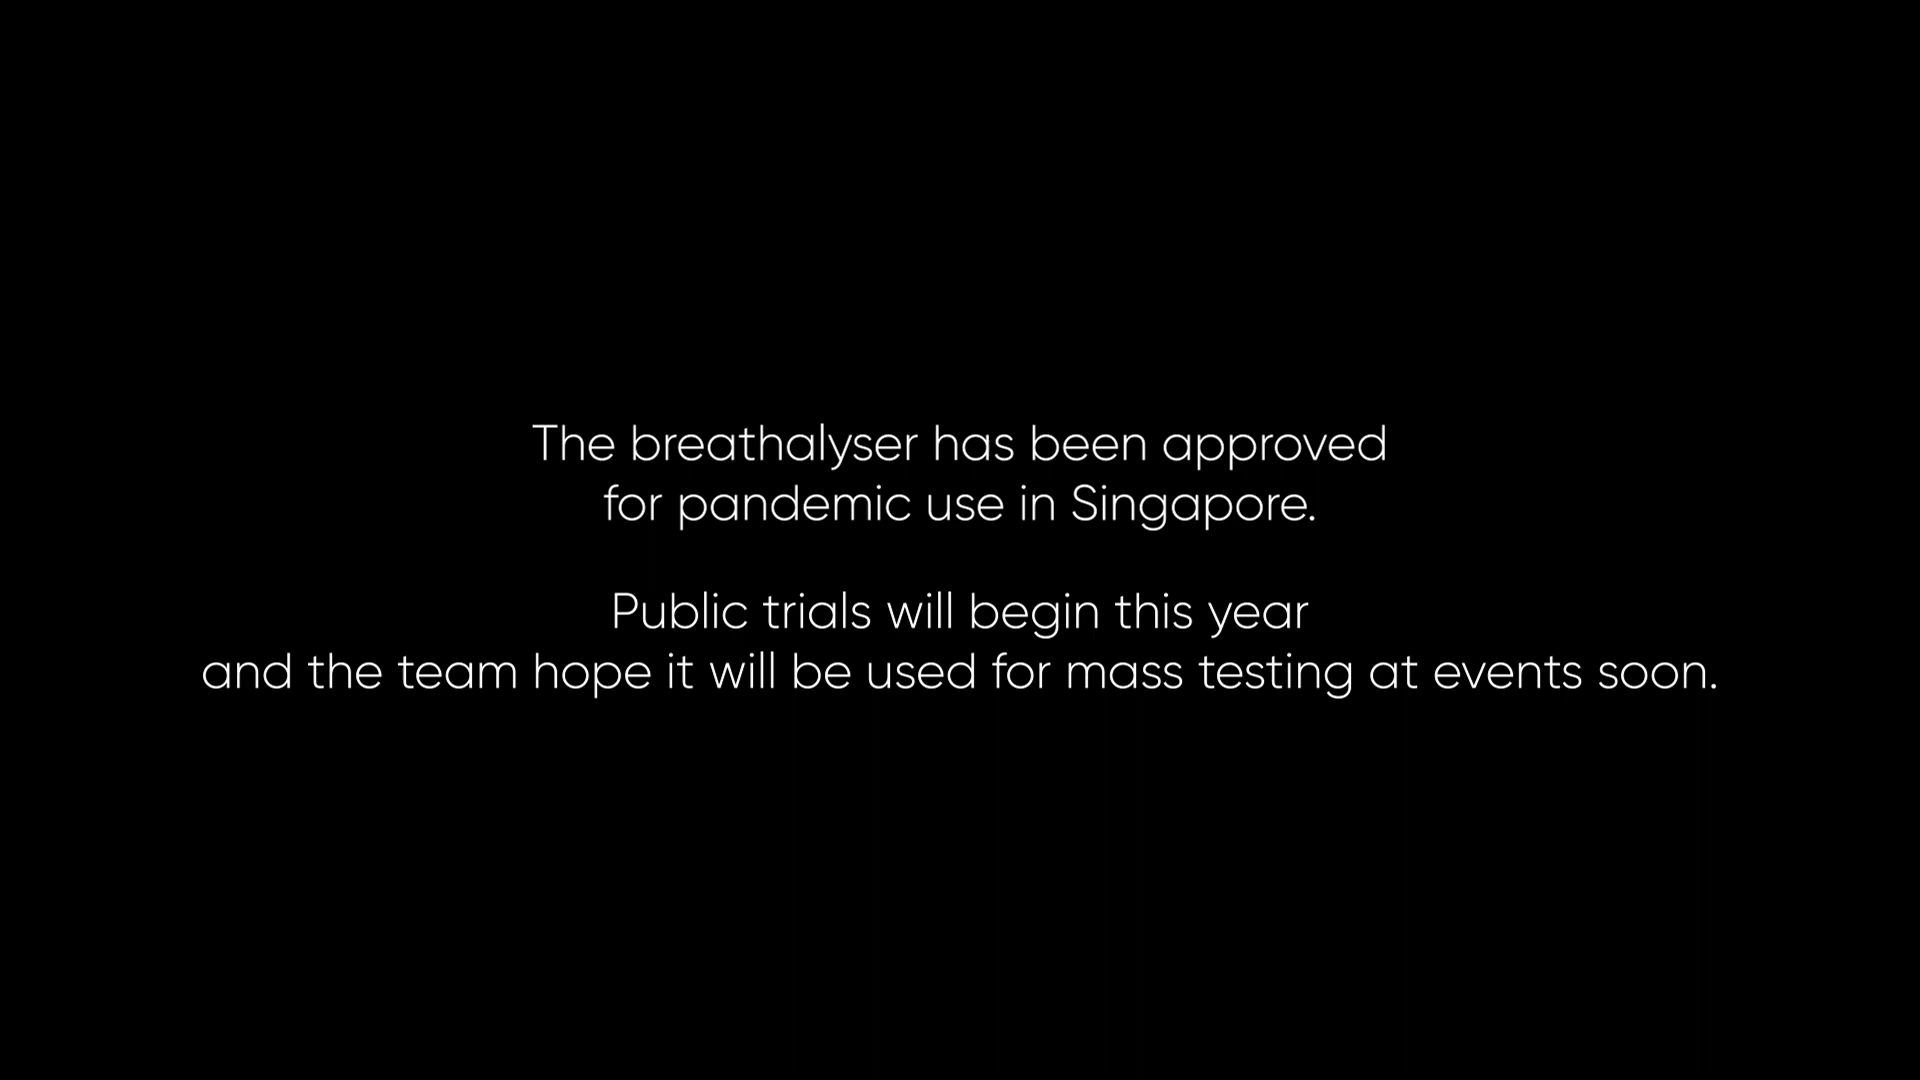 The breathalyser has been approved
for pandemic use in Singapore.
Public trials will begin this year
and the team hope it will be used for mass testing at events soon.